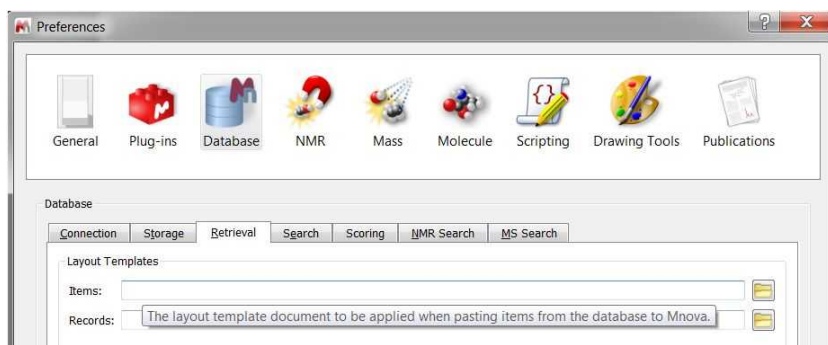 Preferences
General Plug-ins Database NMR Mass Molecule Scripting Drawing Tools Publications
Database
Connection Storage Retrieval Search Scoring NMR Search MS Search
Layout Templates
Items:
Records: The layout template document to be applied when pasting items from the database to Mnova.